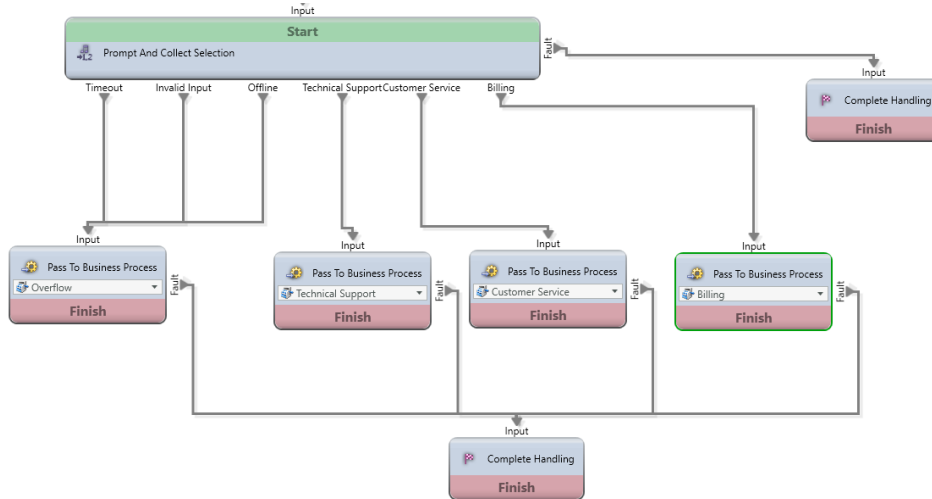 Input
Start
Prompt And Collect Selection
Fault
Timeout
Invalid Input
Offline
Technical Support
Customer Service
Billing
Input
Complete Handling
Finish
Input
Pass To Business Process
Overflow
Fault
Finish
Input
Pass To Business Process
Technical Support
Fault
Finish
Input
Pass To Business Process
Customer Service
Fault
Finish
Input
Pass To Business Process
Billing
Fault
Finish
Input
Complete Handling
Finish